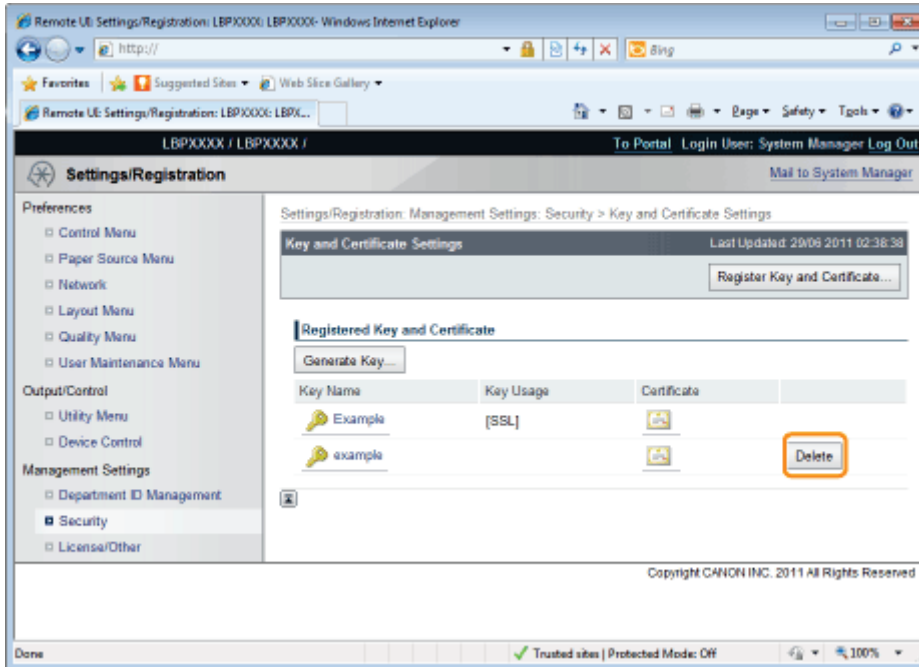 Remote UI: Settings/Registration: LBPXXXX: LBPXXXX- Windows Internet Explorer
http://
Bing
Favorites Suggested Sites Web Slice Gallery
Remote UI: Settings/Registration: LBPXXXX: LBPX... Page Safety Tools
LBPXXXX / LBPXXXX / To Portal Login User: System Manager Log Out
Settings/Registration Mail to System Manager
Preferences
Control Menu
Paper Source Menu
Network
Layout Menu
Quality Menu
User Maintenance Menu
Output/Control
Utility Menu
Device Control
Management Settings
Department ID Management
Security
License/Other
Settings/Registration: Management Settings: Security > Key and Certificate Settings
Key and Certificate Settings Last Updated: 29/06 2011 02:38:38
Register Key and Certificate...
Registered Key and Certificate
Generate Key...
Key Name Key Usage Certificate
Example [SSL]
example Delete
Copyright CANON INC. 2011 All Rights Reserved
Done Trusted sites | Protected Mode: Off 100%